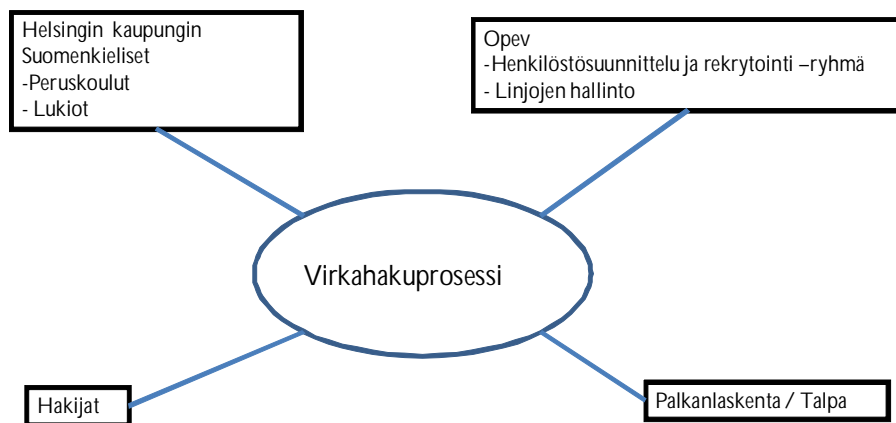 Helsingin kaupungin
Suomenkieliset
-Peruskoulut
- Lukiot
Opev
-Henkilöstösuunnittelu ja rekrytointi –ryhmä
- Linjojen hallinto
Virkahakuprosessi
Hakijat
Palkanlaskenta / Talpa